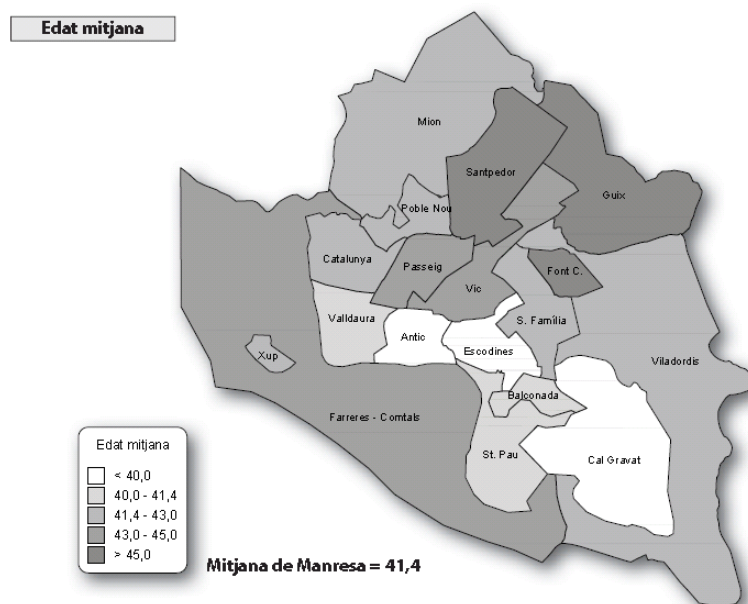 Edat mitjana
Mion
Santpedor
Guix
Poble Nou
Catalunya
Passeig
Font C.
Vic
Valldaura
Antic
S. Família
Escodines
Xup
Viladordis
Balconada
Farreres - Comtals
St. Pau
Cal Gravat
Edat mitjana
< 40,0
40,0 - 41,4
41,4 - 43,0
43,0 - 45,0
> 45,0
Mitjana de Manresa = 41,4